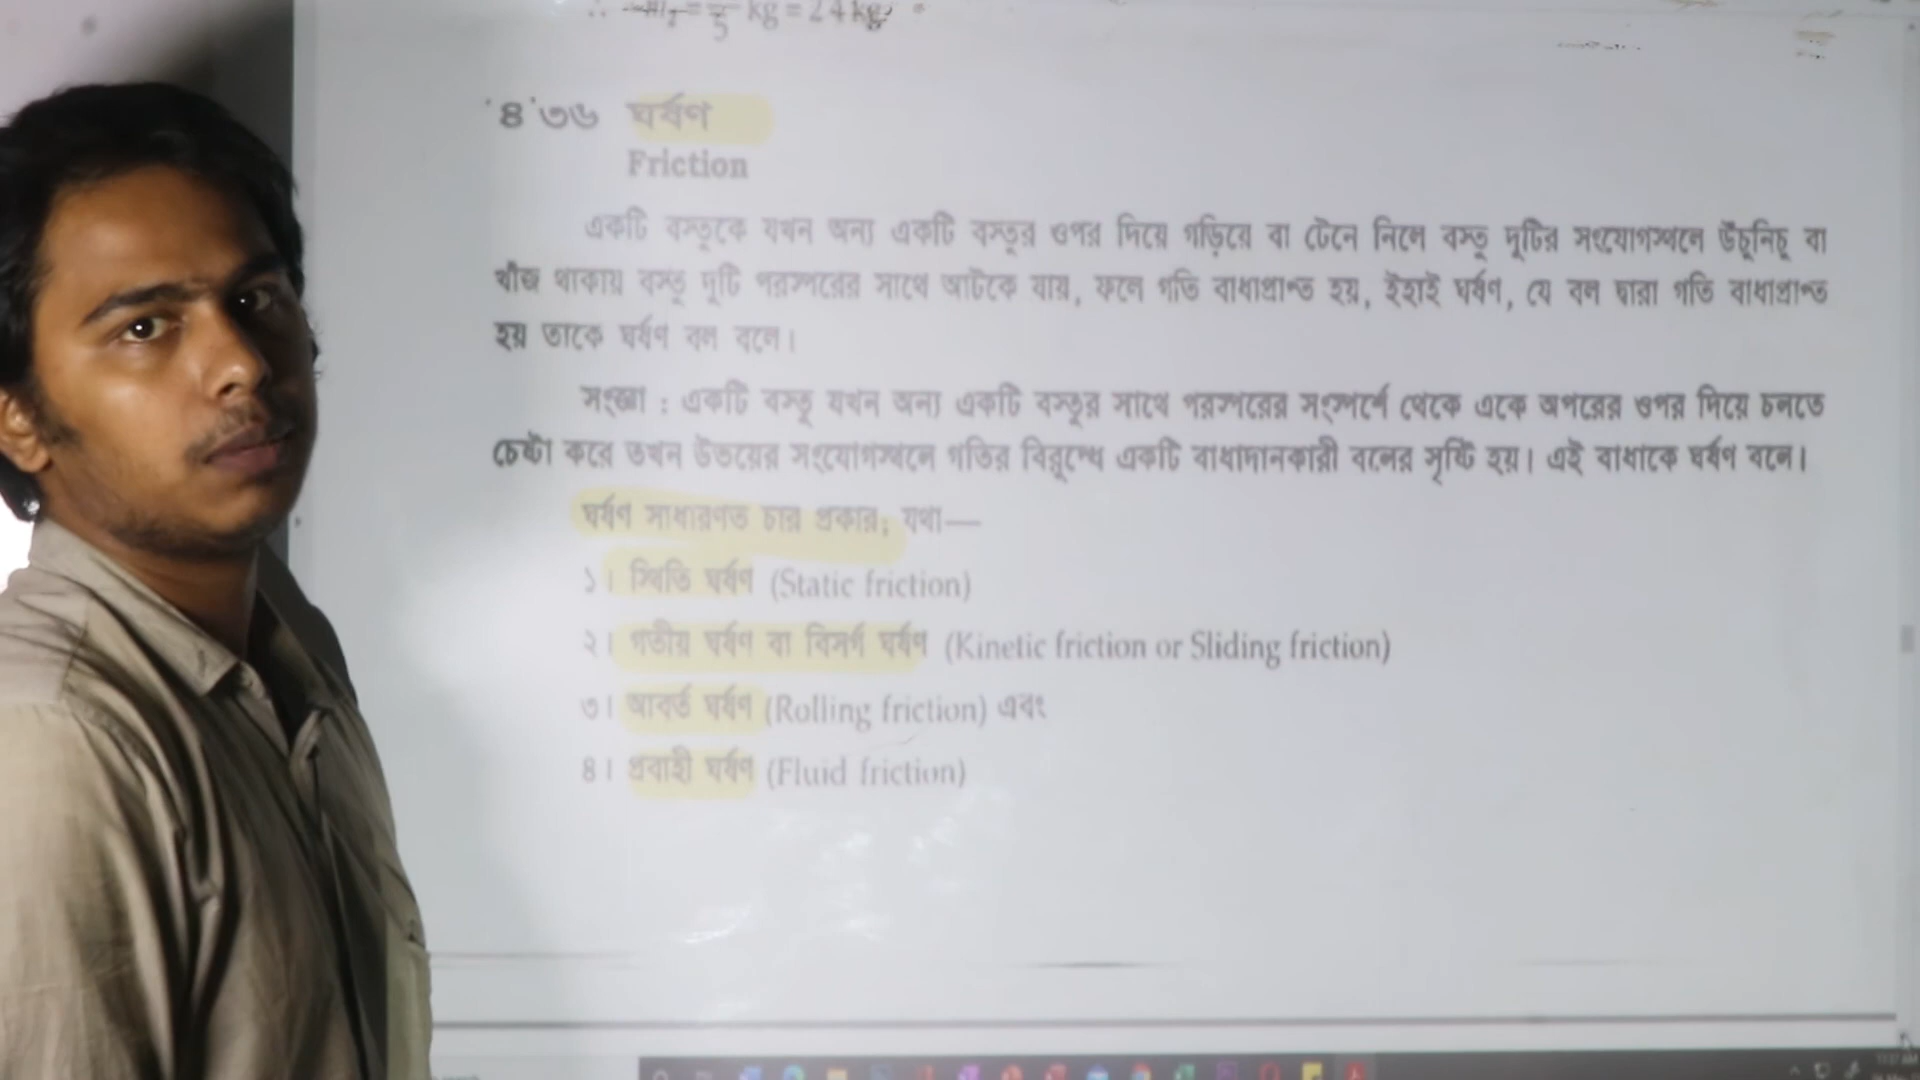 kg = 24 kg
৪·৩৬ ঘর্ষণ
Friction
একটি বস্তুকে যখন অন্য একটি বস্তুর ওপর দিয়ে গড়িয়ে বা টেনে নিলে বস্তু দুটির সংযোগস্থলে উঁচুনিচু বা
খাঁজ থাকায় বস্তু দুটি পরস্পরের সাথে আটকে যায়, ফলে গতি বাধাপ্রাপ্ত হয়, ইহাই ঘর্ষণ, যে বল দ্বারা গতি বাধাপ্রাপ্ত
হয় তাকে ঘর্ষণ বল বলে।
সংজ্ঞা : একটি বস্তু যখন অন্য একটি বস্তুর সাথে পরস্পরের সংস্পর্শে থেকে একে অপরের ওপর দিয়ে চলতে
চেষ্টা করে তখন উভয়ের সংযোগস্থলে গতির বিরুদ্ধে একটি বাধাদানকারী বলের সৃষ্টি হয়। এই বাধাকে ঘর্ষণ বলে।
ঘর্ষণ সাধারণত চার প্রকার, যথা—
১। স্থিতি ঘর্ষণ (Static friction)
২। গতীয় ঘর্ষণ বা বিসর্প ঘর্ষণ (Kinetic friction or Sliding friction)
৩। আবর্ত ঘর্ষণ (Rolling friction) এবং
৪। প্রবাহী ঘর্ষণ (Fluid friction)